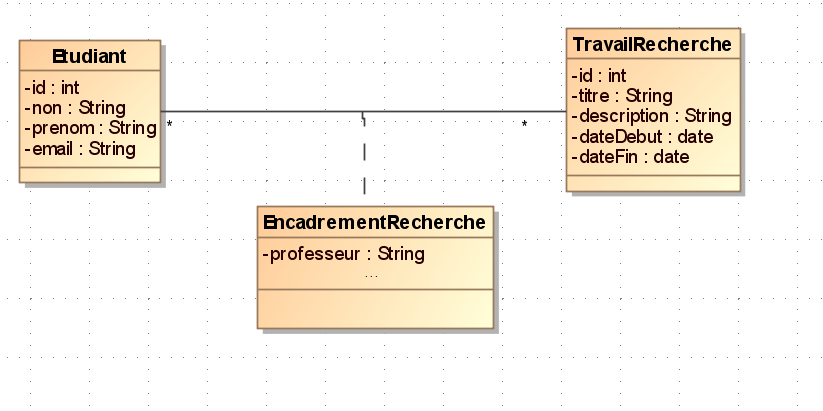 Etudiant
-id : int
-non : String
-prenom : String
-email : String
*
*
TravailRecherche
-id : int
-titre : String
-description : String
-dateDebut : date
-dateFin : date
EncadrementRecherche
-professeur : String
...